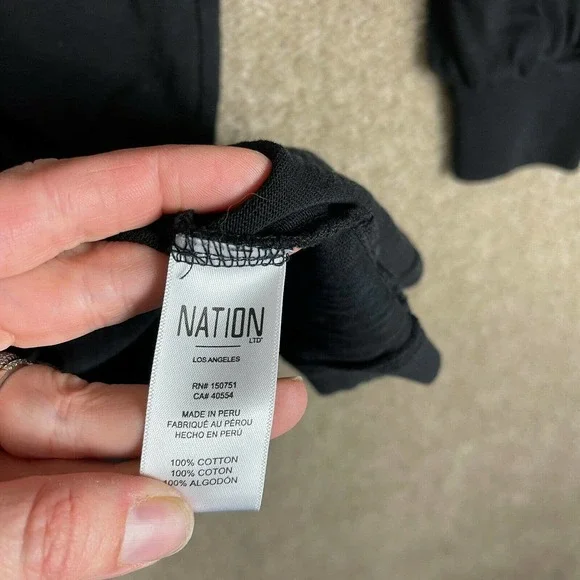 NATION
LTD
LOS ANGELES
RN# 150751
CA# 40554
MADE IN PERU
FABRIQUÉ AU PÉROU
HECHO EN PERÚ
100% COTTON
100% COTON
100% ALGODÓN